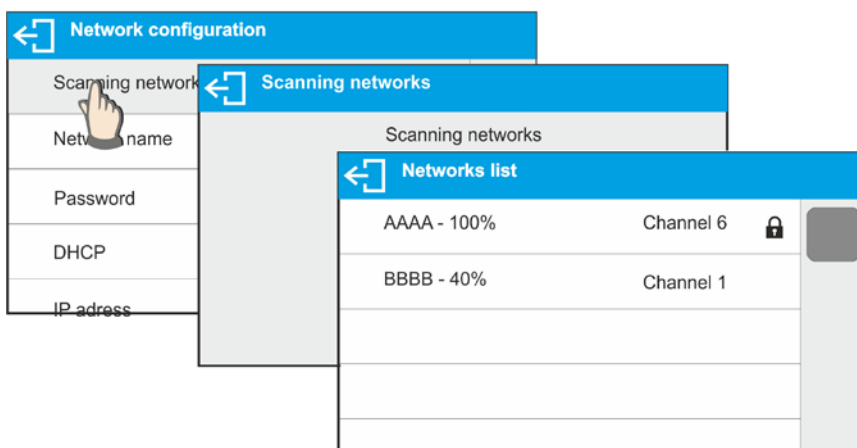 Network configuration
Scanning network
Network name
Password
DHCP
IP adress
Scanning networks
Scanning networks
Networks list
AAAA - 100% Channel 6
BBBB - 40% Channel 1